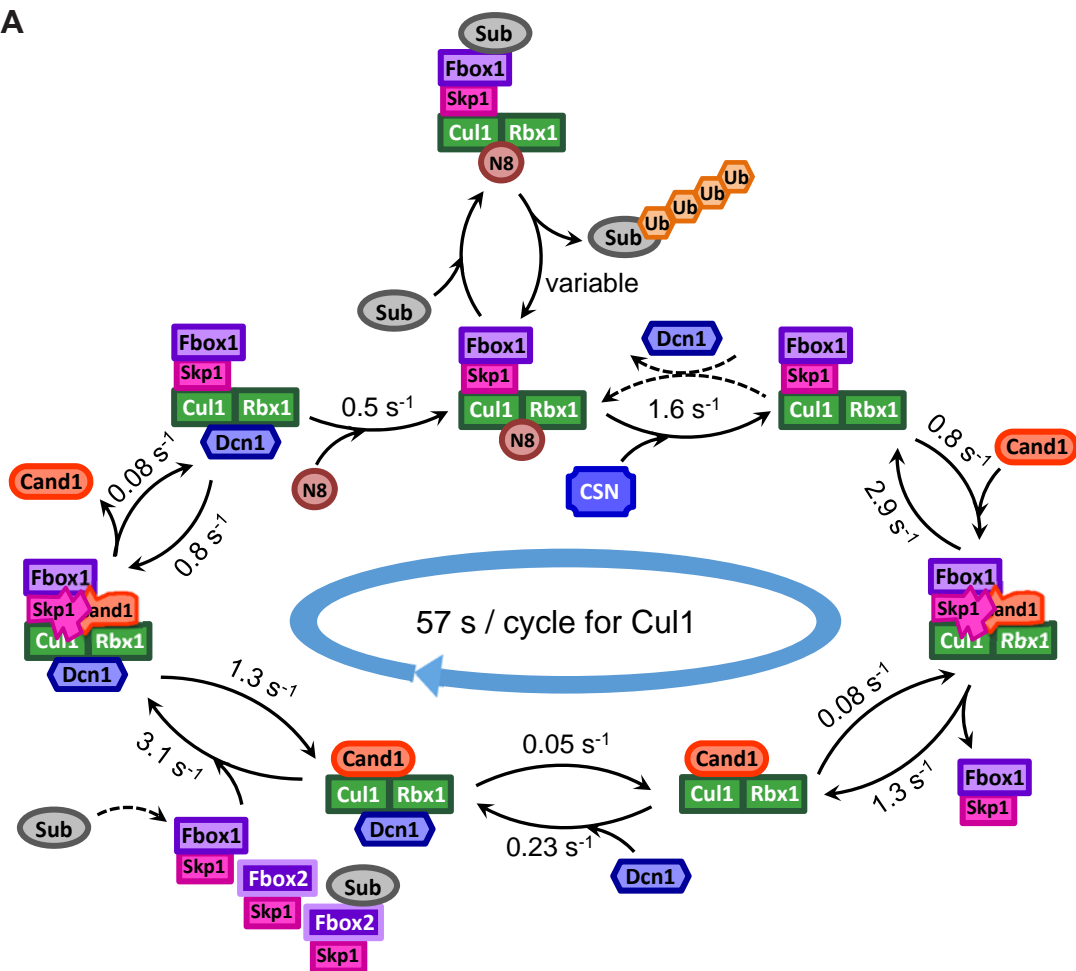 A
Sub
Fbox1
Skp1
Cul1 Rbx1
N8
Ub
Ub
Ub
Ub
Sub
variable
Sub
Fbox1
Skp1
Cul1 Rbx1
Dcn1
0.5 s⁻¹
N8
Fbox1
Skp1
Cul1 Rbx1
N8
Dcn1
1.6 s⁻¹
CSN
Fbox1
Skp1
Cul1 Rbx1
0.8 s⁻¹
Cand1
2.9 s⁻¹
Cand1
0.08 s⁻¹
0.8 s⁻¹
Fbox1
Skp1 and1
Cul1 Rbx1
Dcn1
57 s / cycle for Cul1
Fbox1
Skp1 and1
Cul1 Rbx1
1.3 s⁻¹
3.1 s⁻¹
Cand1
Cul1 Rbx1
Dcn1
0.05 s⁻¹
0.23 s⁻¹
Dcn1
Cand1
Cul1 Rbx1
0.08 s⁻¹
1.3 s⁻¹
Fbox1
Skp1
Sub
Fbox1
Skp1
Fbox2
Skp1
Sub
Fbox2
Skp1